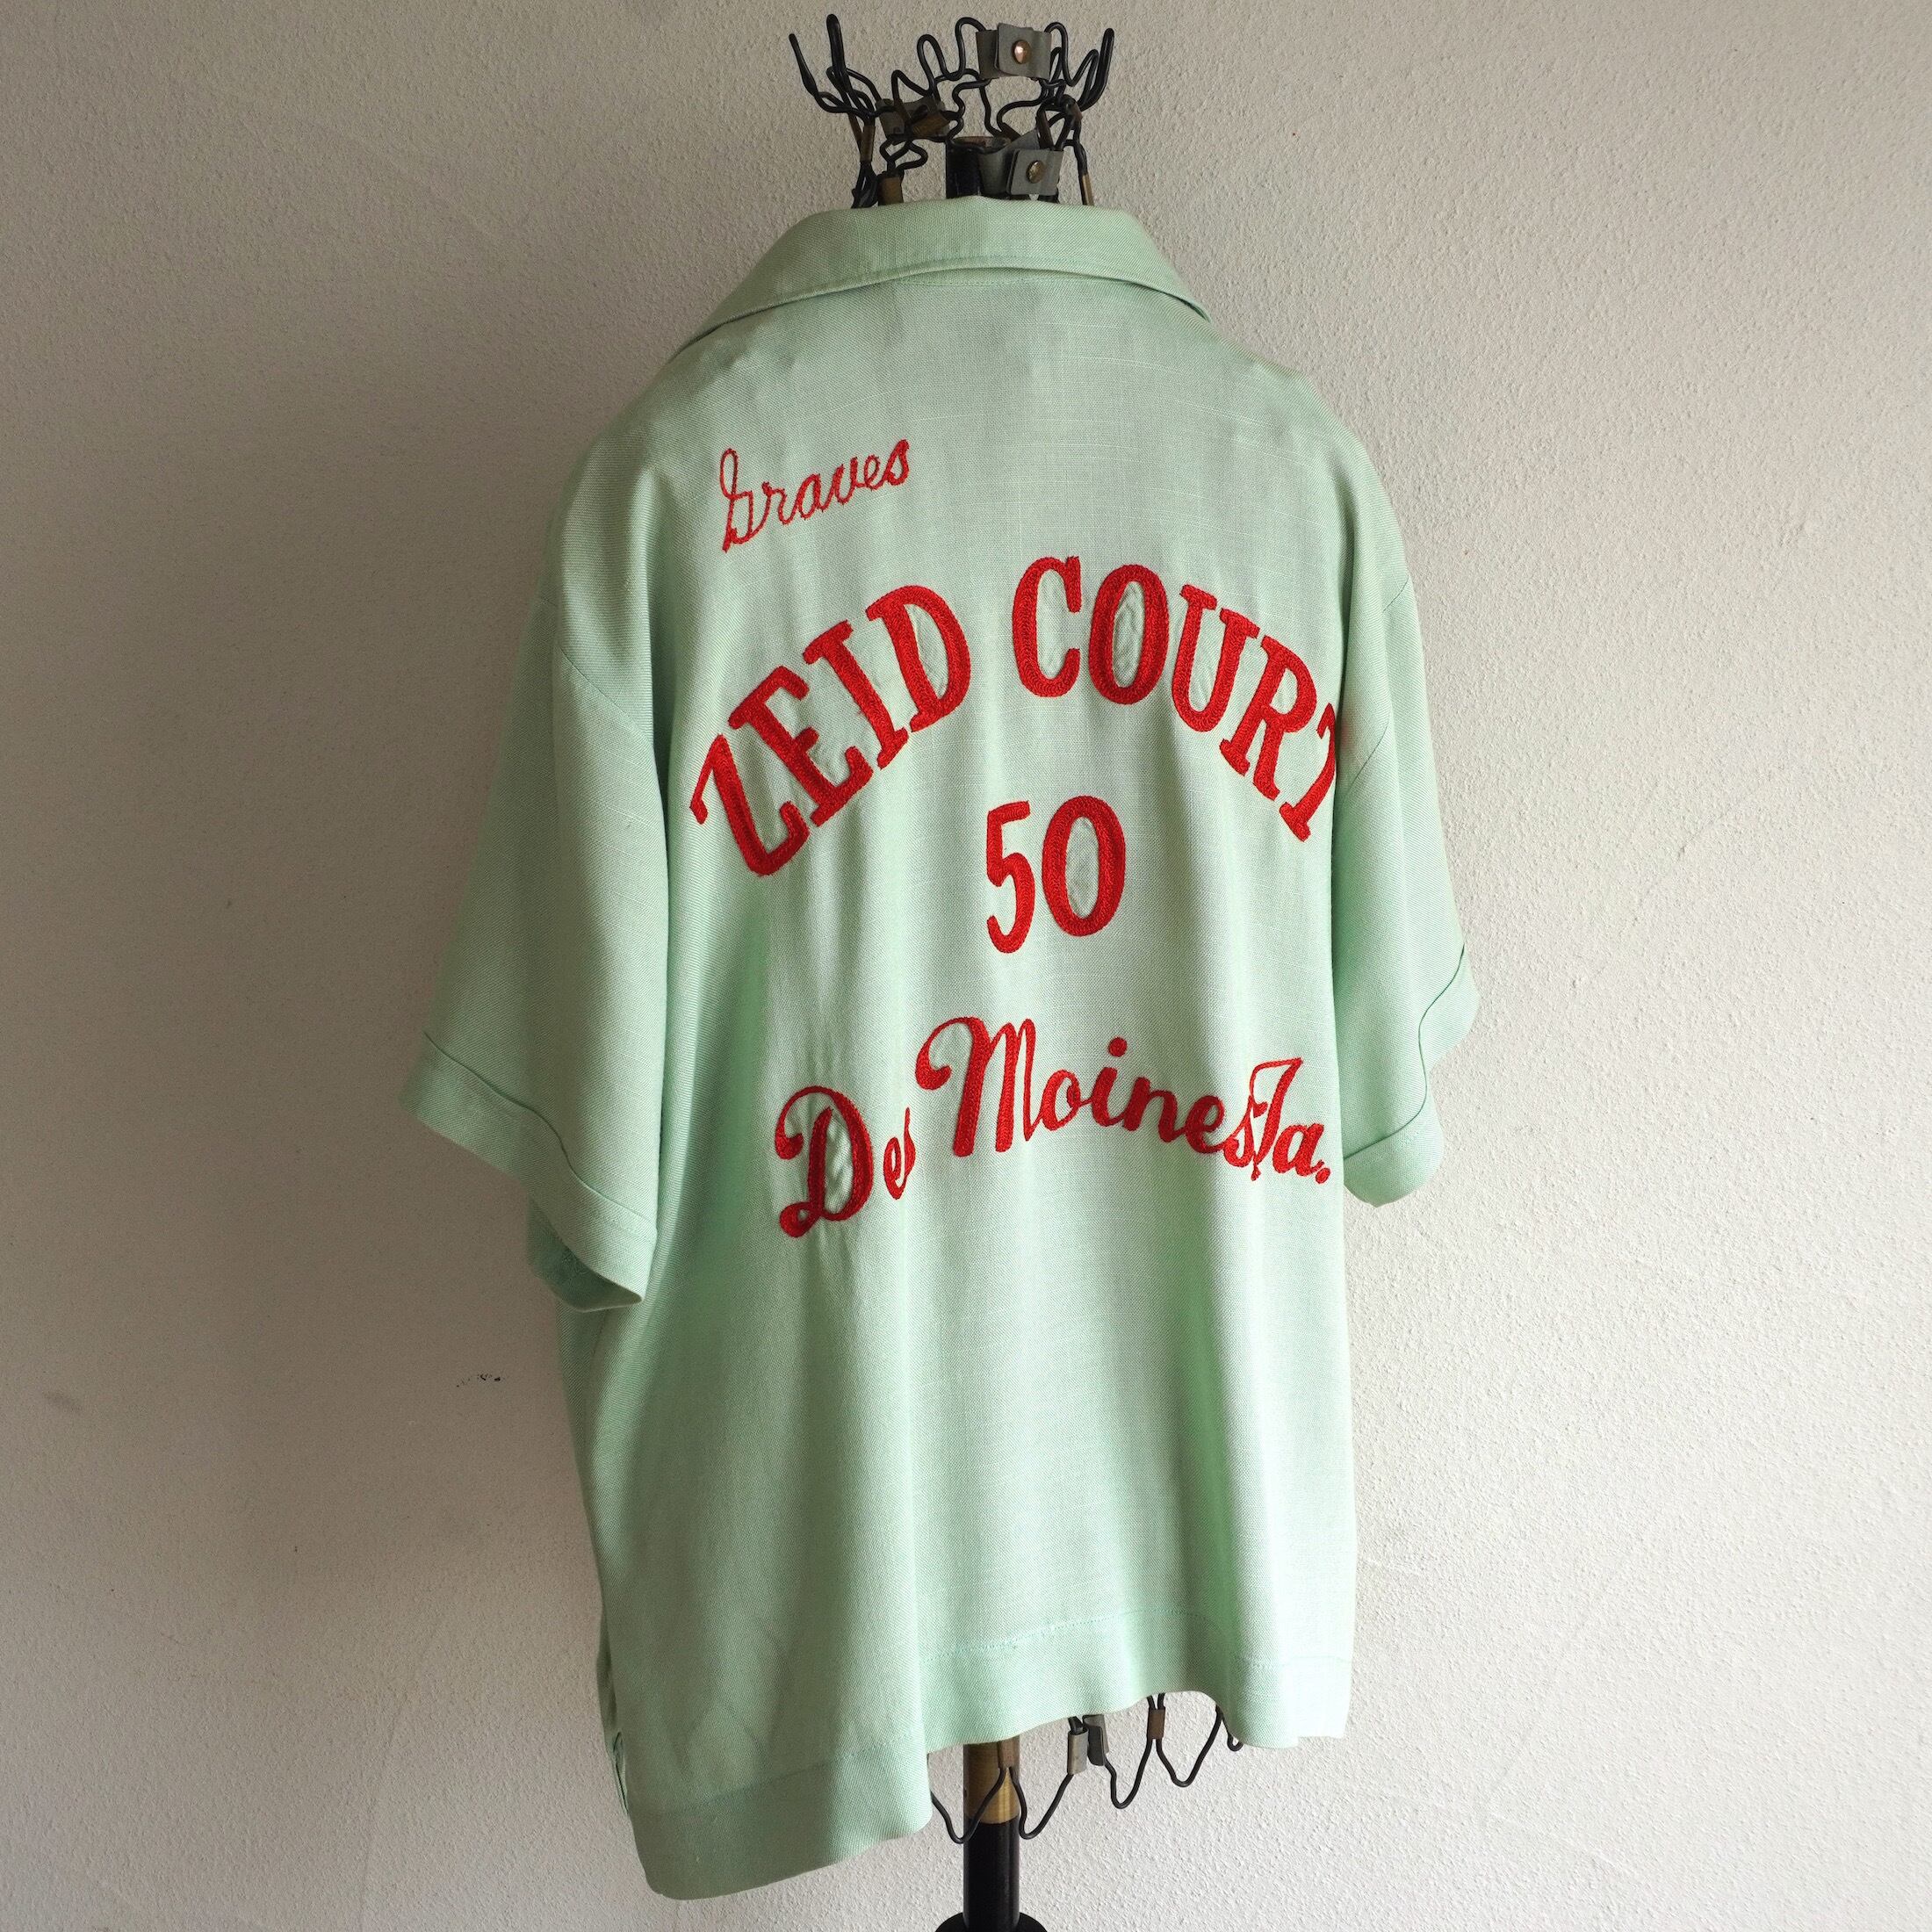 Graves
ZEID COURT
50
Des Moines, Ia.